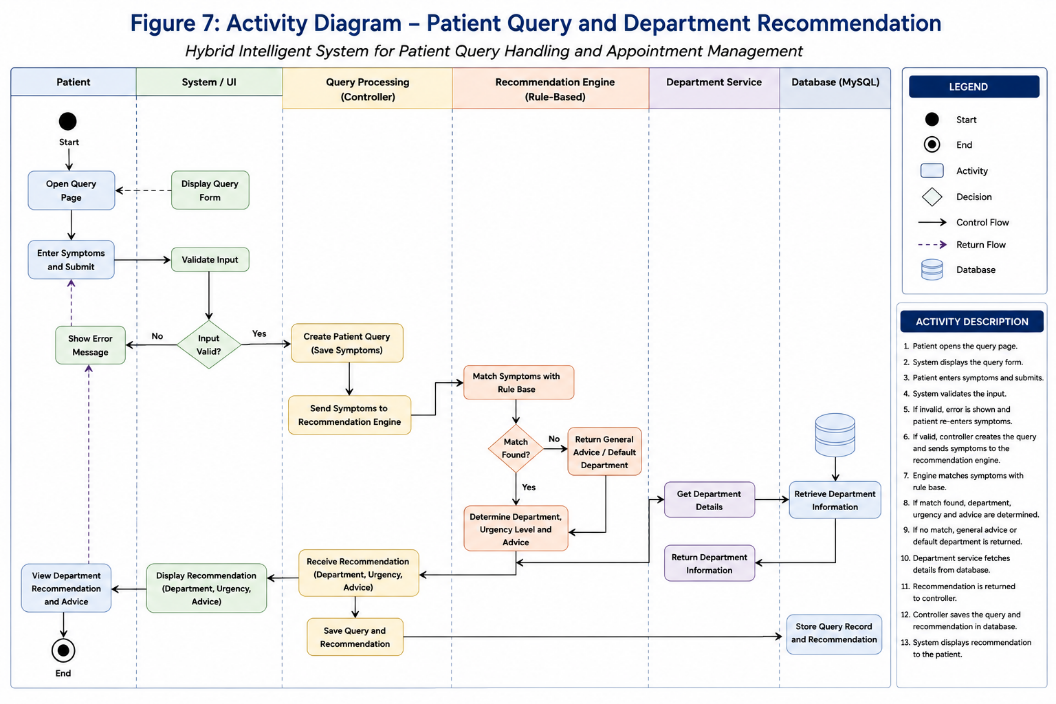 Figure 7: Activity Diagram – Patient Query and Department Recommendation
Hybrid Intelligent System for Patient Query Handling and Appointment Management
Patient
System / UI
Query Processing
(Controller)
Recommendation Engine
(Rule-Based)
Department Service
Database (MySQL)
Start
Open Query
Page
Display Query
Form
Enter Symptoms
and Submit
Validate Input
Show Error
Message
No
Input
Valid?
Yes
Create Patient Query
(Save Symptoms)
Send Symptoms to
Recommendation Engine
Match Symptoms with
Rule Base
Match
Found?
No
Return General
Advice / Default
Department
Yes
Determine Department,
Urgency Level and
Advice
Get Department
Details
Retrieve Department
Information
Return Department
Information
Receive Recommendation
(Department, Urgency,
Advice)
Display Recommendation
(Department, Urgency,
Advice)
View Department
Recommendation
and Advice
Save Query and
Recommendation
Store Query Record
and Recommendation
End
LEGEND
Start
End
Activity
Decision
Control Flow
Return Flow
Database
ACTIVITY DESCRIPTION
1. Patient opens the query page.
2. System displays the query form.
3. Patient enters symptoms and submits.
4. System validates the input.
5. If invalid, error is shown and
patient re-enters symptoms.
6. If valid, controller creates the query
and sends symptoms to the
recommendation engine.
7. Engine matches symptoms with
rule base.
8. If match found, department,
urgency and advice are determined.
9. If no match, general advice or
default department is returned.
10. Department service fetches
details from database.
11. Recommendation is returned
to controller.
12. Controller saves the query and
recommendation in database.
13. System displays recommendation
to the patient.